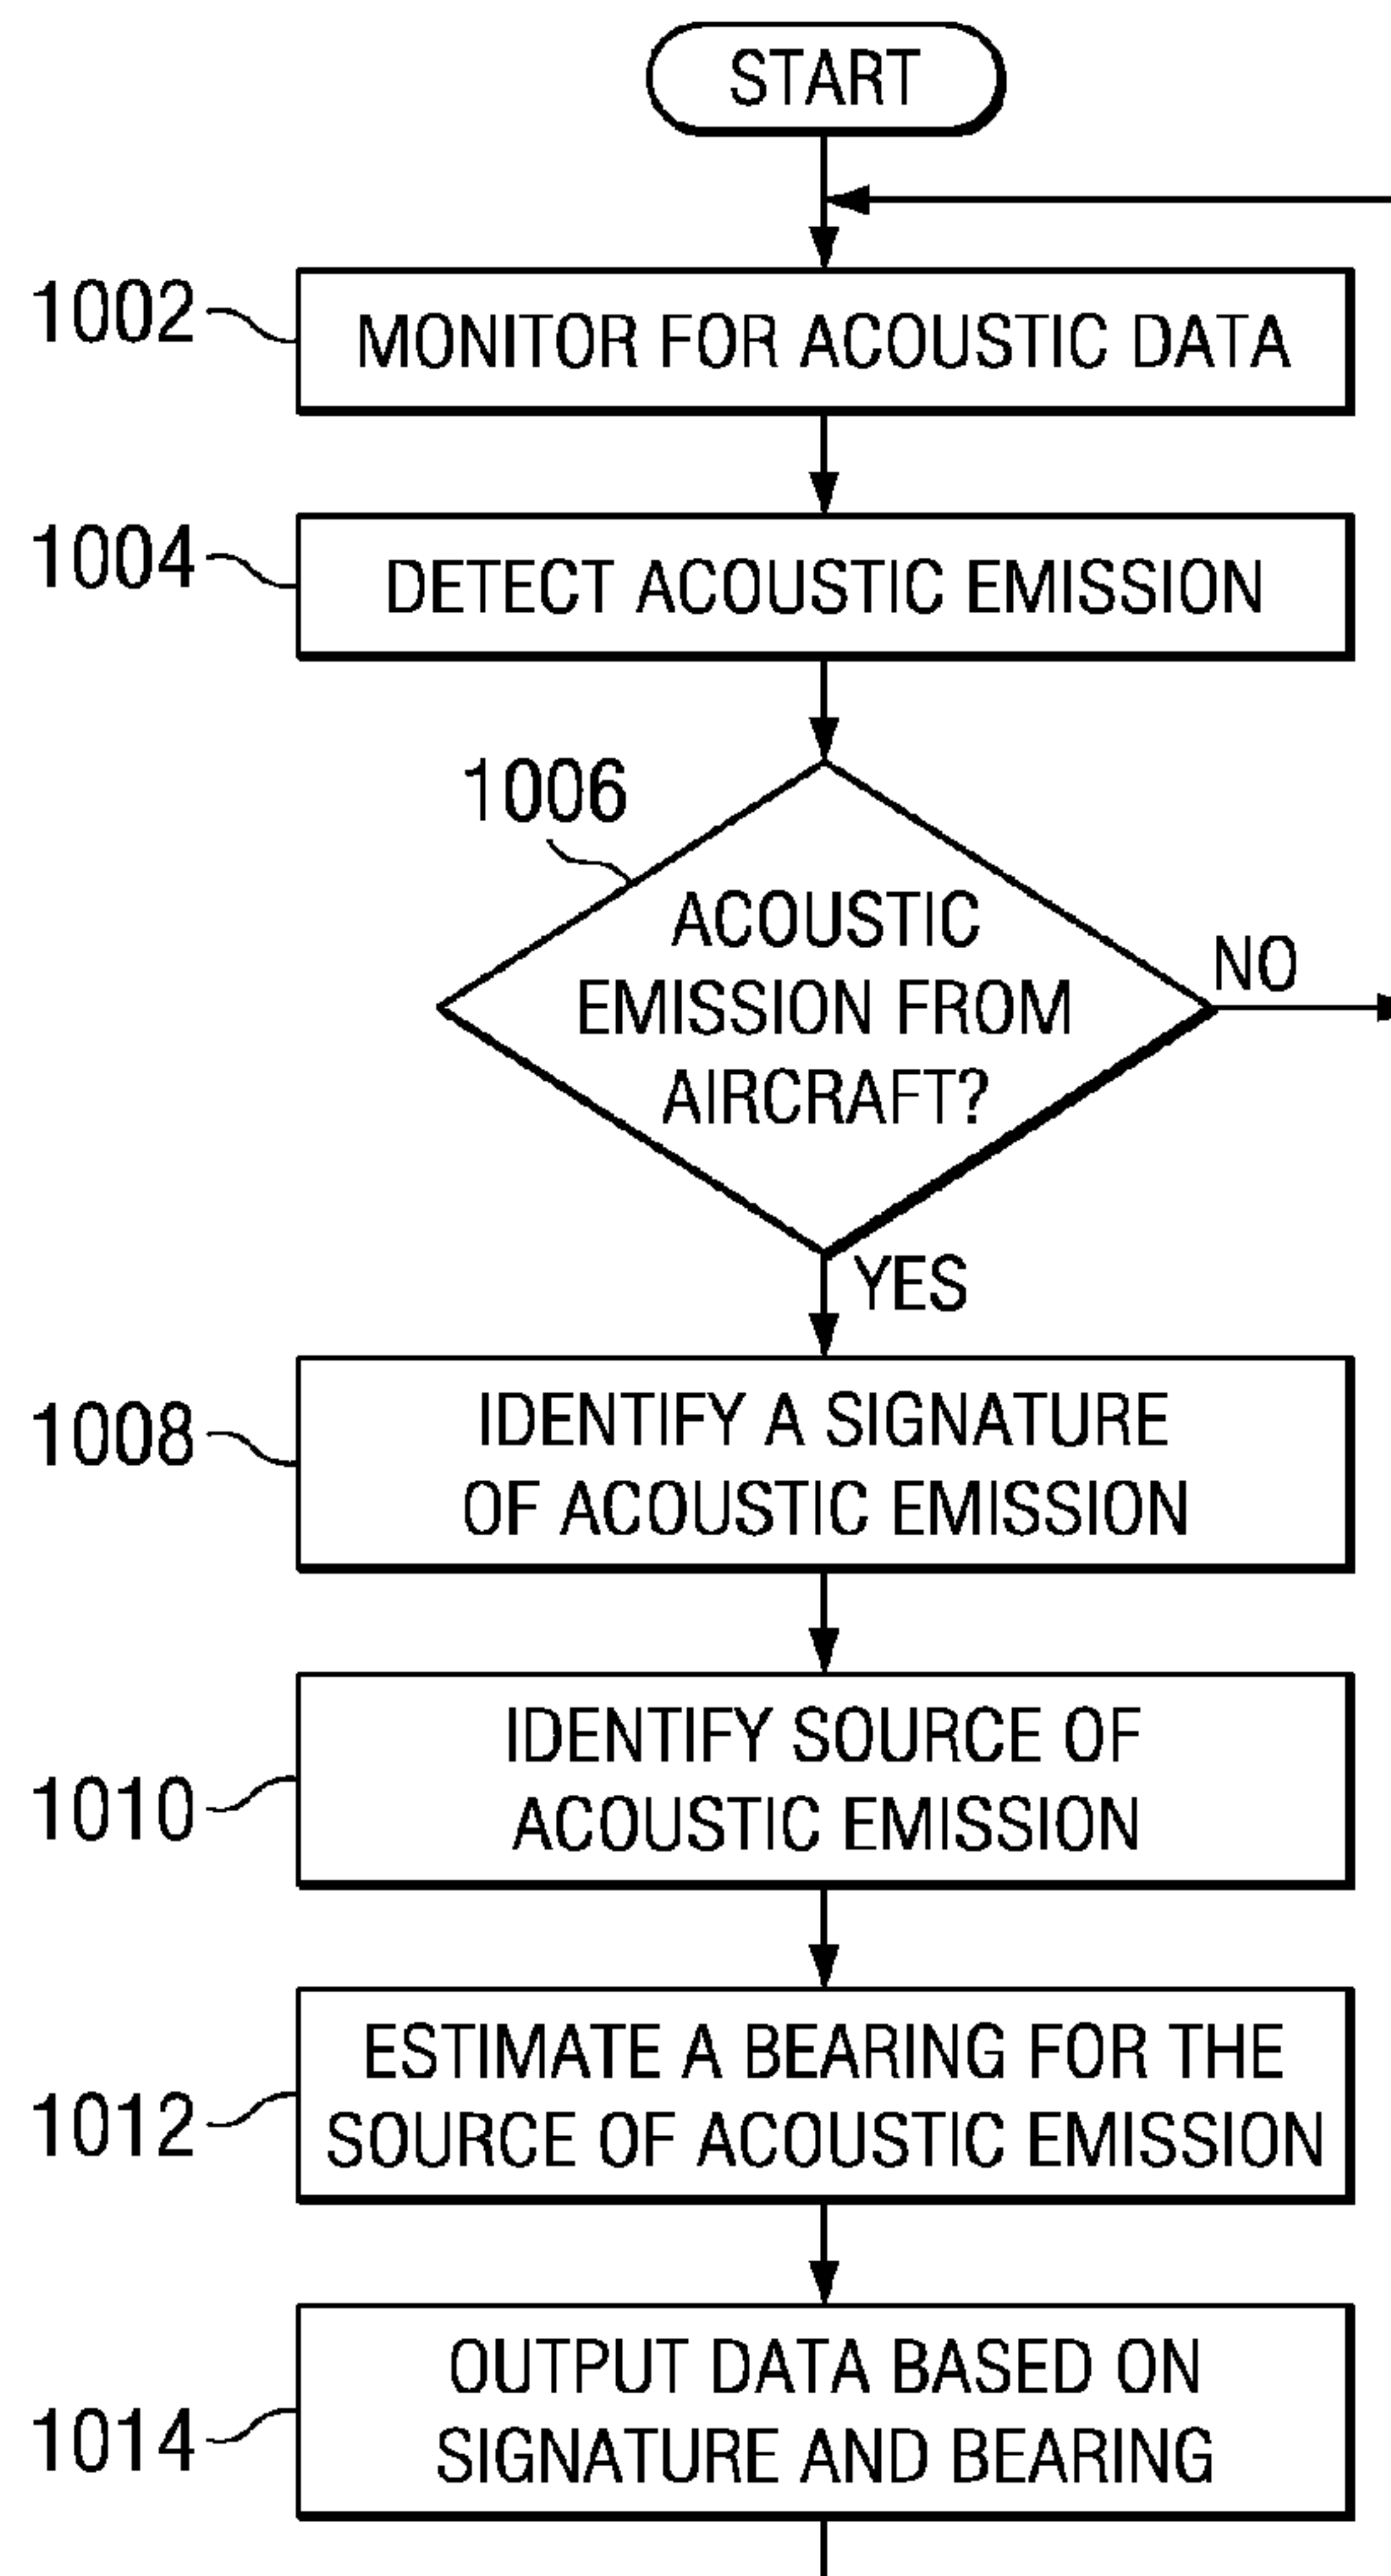 START
1002
MONITOR FOR ACOUSTIC DATA
1004
DETECT ACOUSTIC EMISSION
1006
ACOUSTIC
EMISSION FROM
AIRCRAFT?
NO
YES
1008
IDENTIFY A SIGNATURE
OF ACOUSTIC EMISSION
1010
IDENTIFY SOURCE OF
ACOUSTIC EMISSION
1012
ESTIMATE A BEARING FOR THE
SOURCE OF ACOUSTIC EMISSION
1014
OUTPUT DATA BASED ON
SIGNATURE AND BEARING